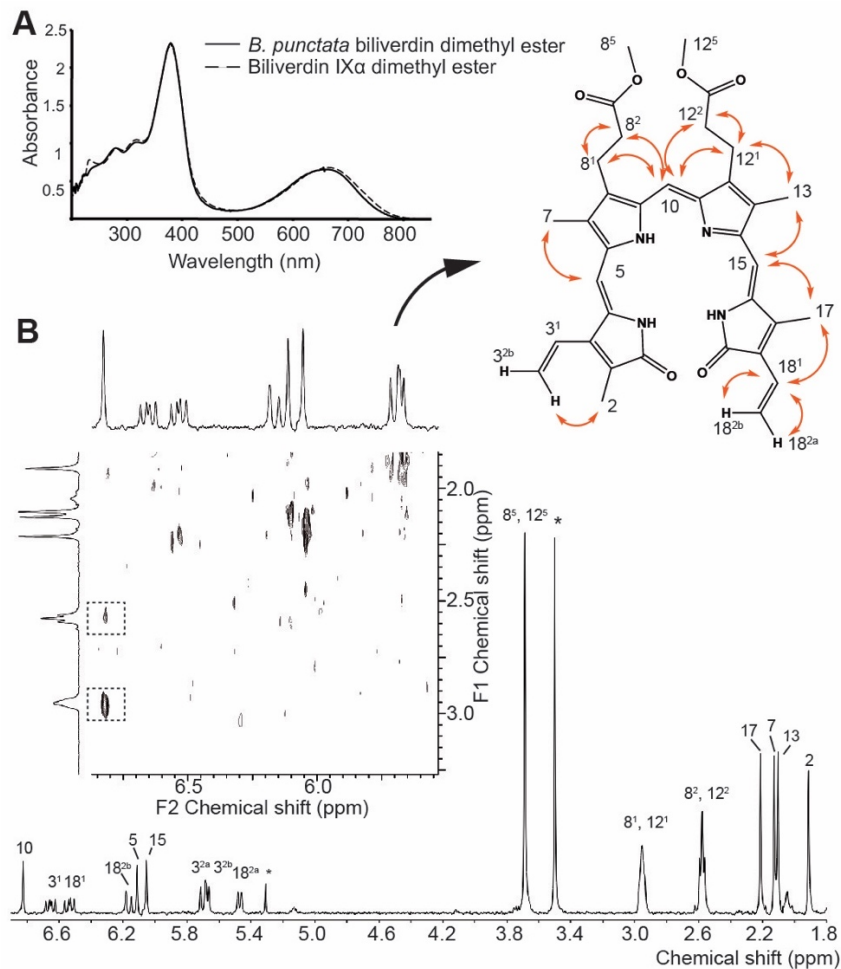 A
2.5
2
1.5
1
0.5
Absorbance
300 400 500 600 700 800
Wavelength (nm)
B. punctata biliverdin dimethyl ester
Biliverdin IXα dimethyl ester
8⁵ 12⁵
O O
O O
8² 12²
8¹ 12¹
7 10 13
NH N
5 15
NH HN
3¹ 17
3²ᵇ O O 18¹
H
H 2 H
18²ᵇ H
18²ᵃ
B
2.0
2.5
3.0
F1 Chemical shift (ppm)
6.5 6.0
F2 Chemical shift (ppm)
8⁵, 12⁵ *
17 7 13
2
8², 12²
8¹, 12¹
10 5 15
3¹ 18¹ 18²ᵇ 3²ᵃ 3²ᵇ 18²ᵃ *
6.6 6.2 5.8 5.4 5.0 4.6 4.2 3.8 3.4 3.0 2.6 2.2 1.8
Chemical shift (ppm)